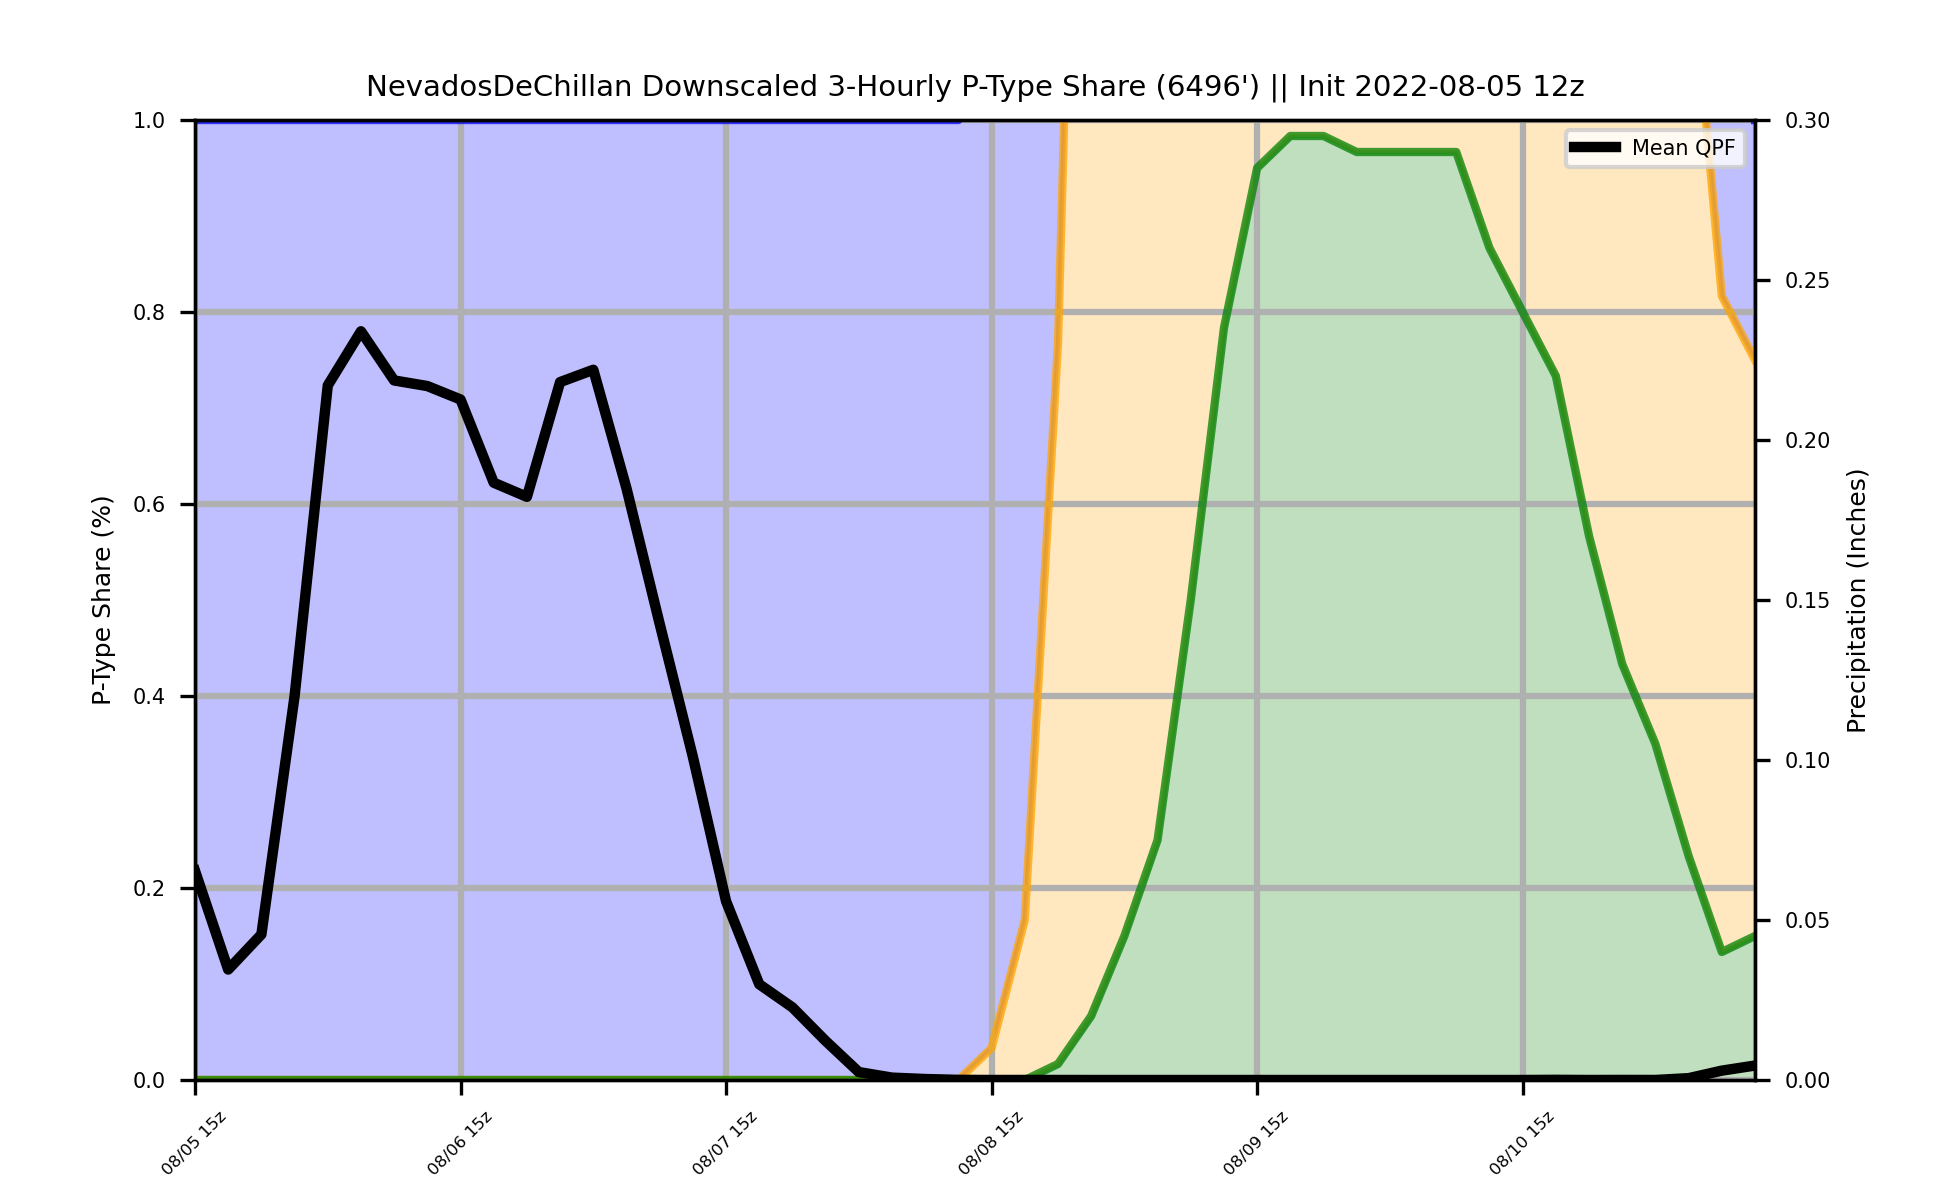 NevadosDeChillan Downscaled 3-Hourly P-Type Share (6496') || Init 2022-08-05 12z
1.0
0.8
0.6
0.4
0.2
0.0
P-Type Share (%)
Mean QPF
0.30
0.25
0.20
0.15
0.10
0.05
0.00
Precipitation (Inches)
08/05 15z
08/06 15z
08/07 15z
08/08 15z
08/09 15z
08/10 15z